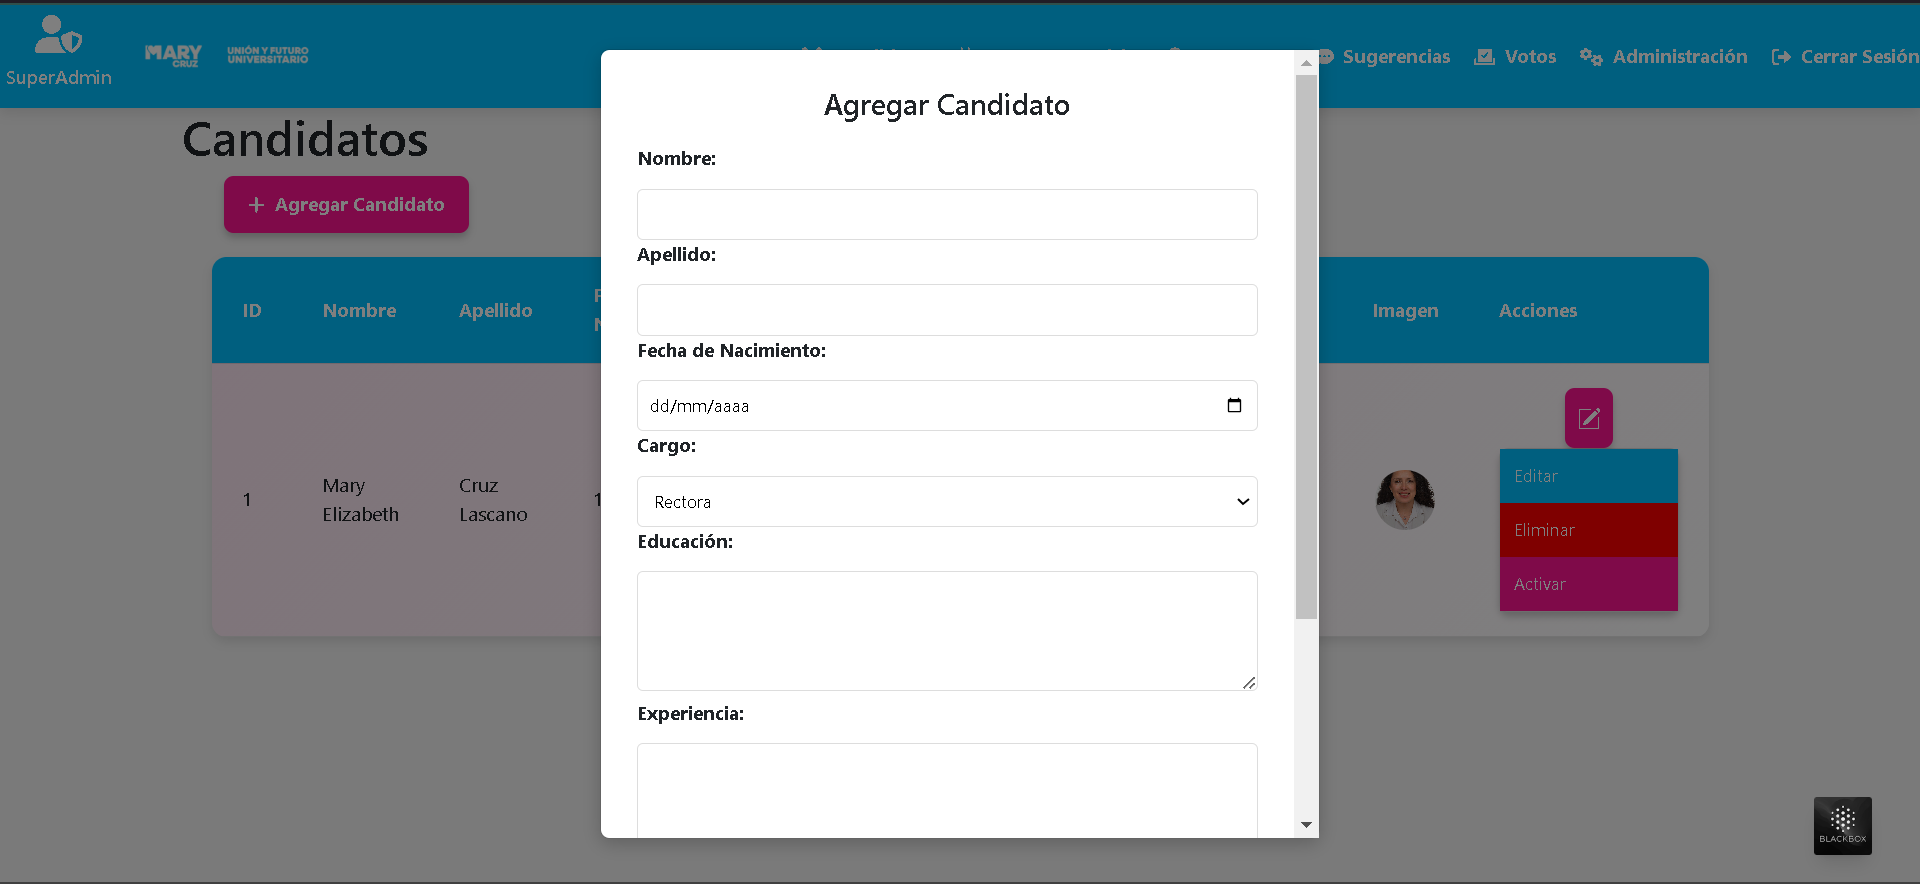 SuperAdmin
MARY CRUZ
UNIÓN Y FUTURO
UNIVERSITARIO
Sugerencias
Votos
Administración
Cerrar Sesión
Candidatos
+ Agregar Candidato
ID
Nombre
Apellido
Imagen
Acciones
1
Mary
Elizabeth
Cruz
Lascano
1
Editar
Eliminar
Activar
Agregar Candidato
Nombre:
Apellido:
Fecha de Nacimiento:
dd/mm/aaaa
Cargo:
Rectora
Educación:
Experiencia:
BLACKBOX